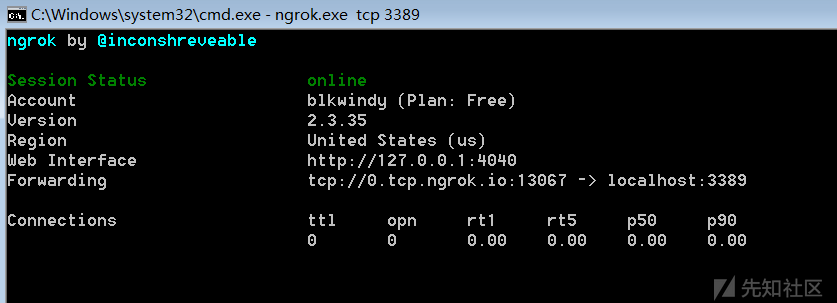 C:\Windows\system32\cmd.exe - ngrok.exe  tcp 3389
ngrok by @inconshreveable
Session Status online
Account blkwindy (Plan: Free)
Version 2.3.35
Region United States (us)
Web Interface http://127.0.0.1:4040
Forwarding tcp://0.tcp.ngrok.io:13067 -> localhost:3389
Connections ttl opn rt1 rt5 p50 p90
0 0 0.00 0.00 0.00 0.00
先知社区